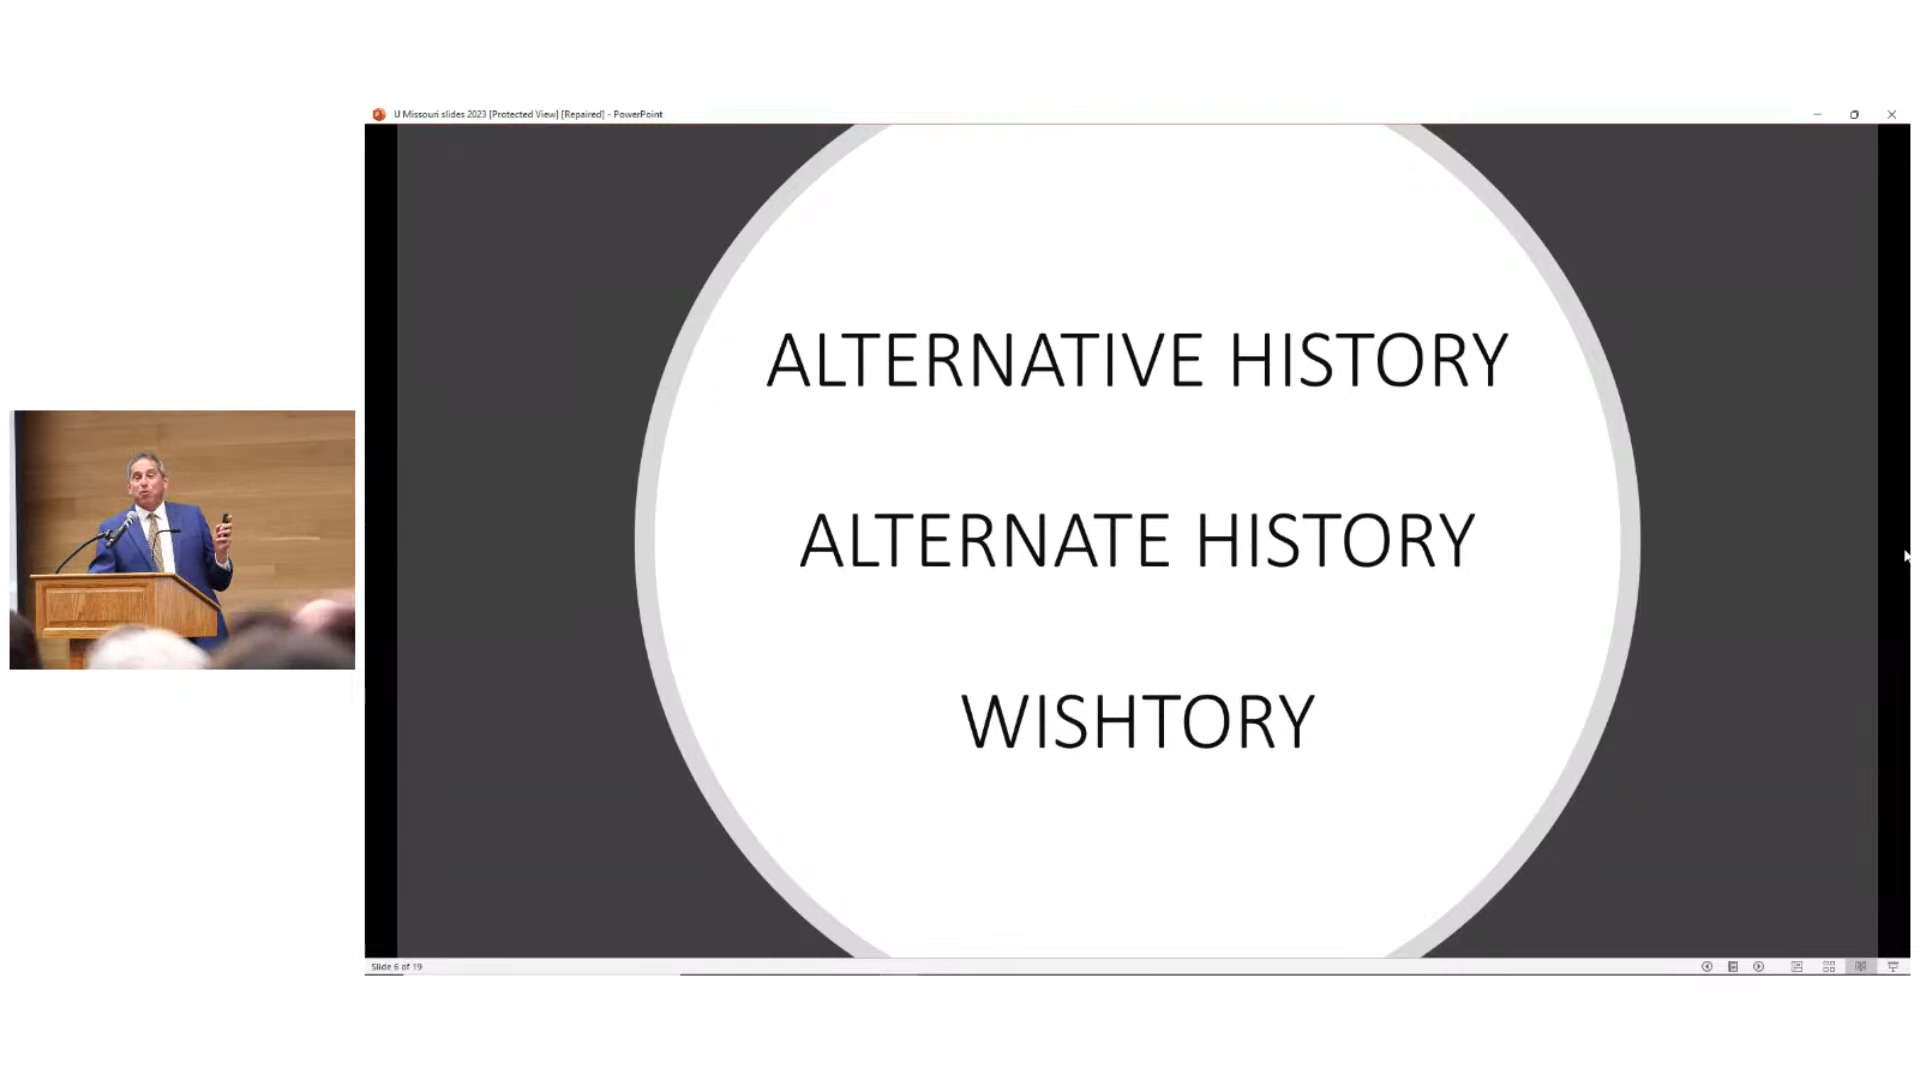 U Missouri slides 2023 [Protected View] [Repaired] - PowerPoint
ALTERNATIVE HISTORY
ALTERNATE HISTORY
WISHTORY
Slide 6 of 19